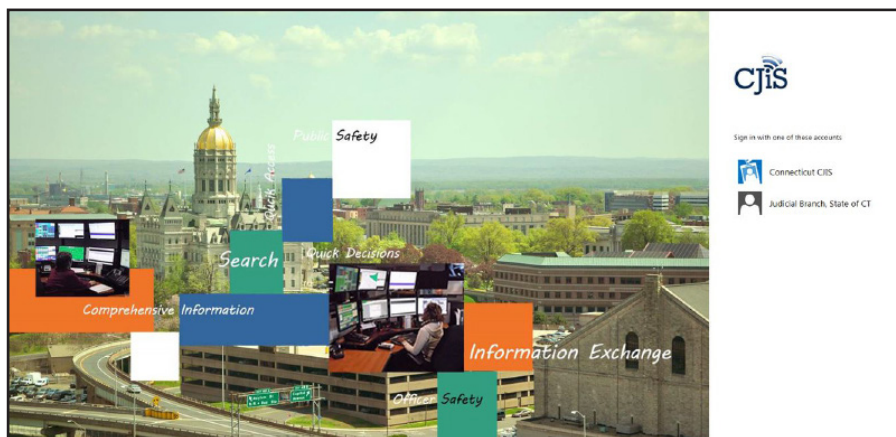 CJiS
Sign in with one of these accounts
Connecticut CJIS
Judicial Branch, State of CT
Public Safety
Quick Access
Search
Quick Decisions
Comprehensive Information
Information Exchange
Officer Safety